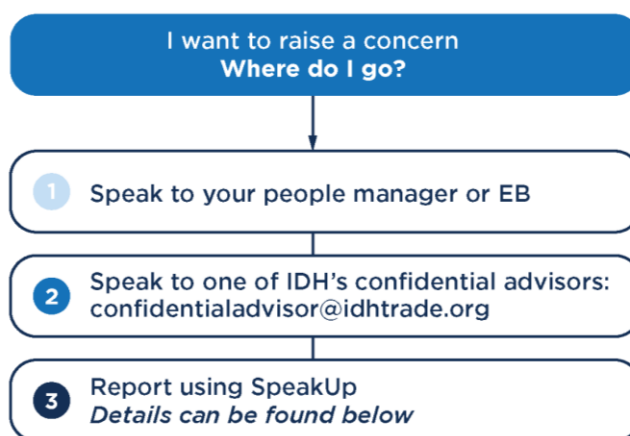 I want to raise a concern
Where do I go?
1 Speak to your people manager or EB
2 Speak to one of IDH's confidential advisors:
confidentialadvisor@idhtrade.org
3 Report using SpeakUp
Details can be found below